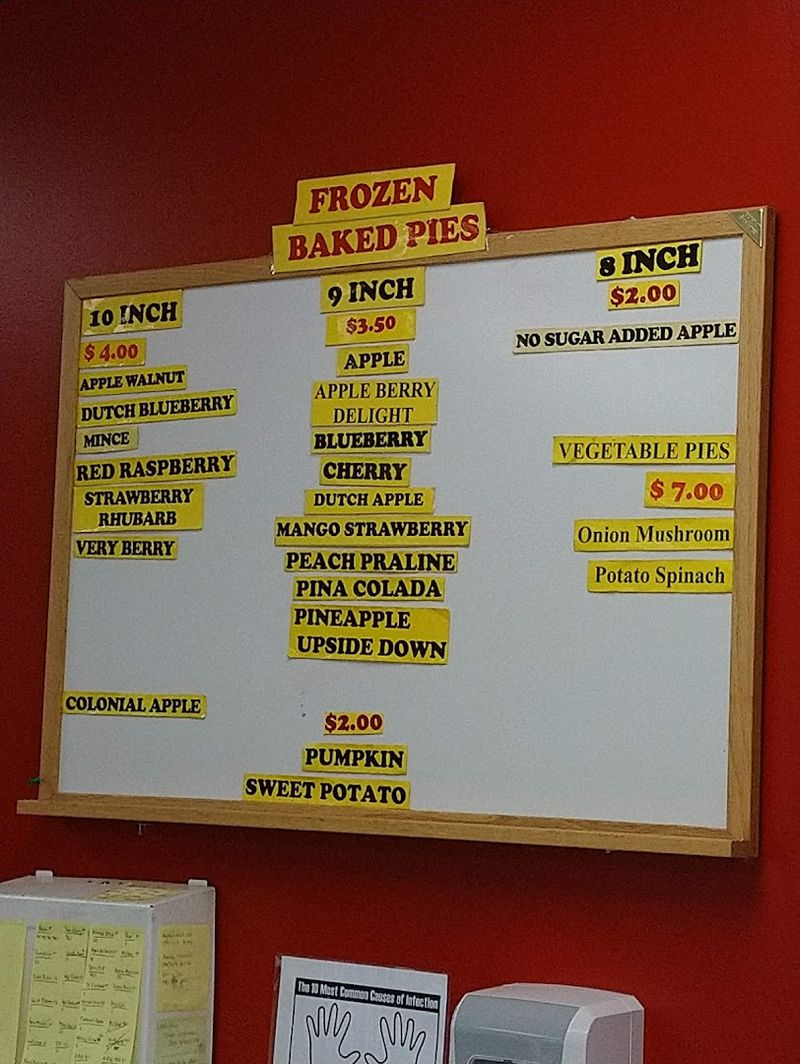 FROZEN
BAKED PIES
10 INCH
$ 4.00
APPLE WALNUT
DUTCH BLUEBERRY
MINCE
RED RASPBERRY
STRAWBERRY
RHUBARB
VERY BERRY
COLONIAL APPLE
9 INCH
$3.50
APPLE
APPLE BERRY
DELIGHT
BLUEBERRY
CHERRY
DUTCH APPLE
MANGO STRAWBERRY
PEACH PRALINE
PINA COLADA
PINEAPPLE
UPSIDE DOWN
$2.00
PUMPKIN
SWEET POTATO
8 INCH
$2.00
NO SUGAR ADDED APPLE
VEGETABLE PIES
$ 7.00
Onion Mushroom
Potato Spinach
The 10 Most Common Causes of Infection